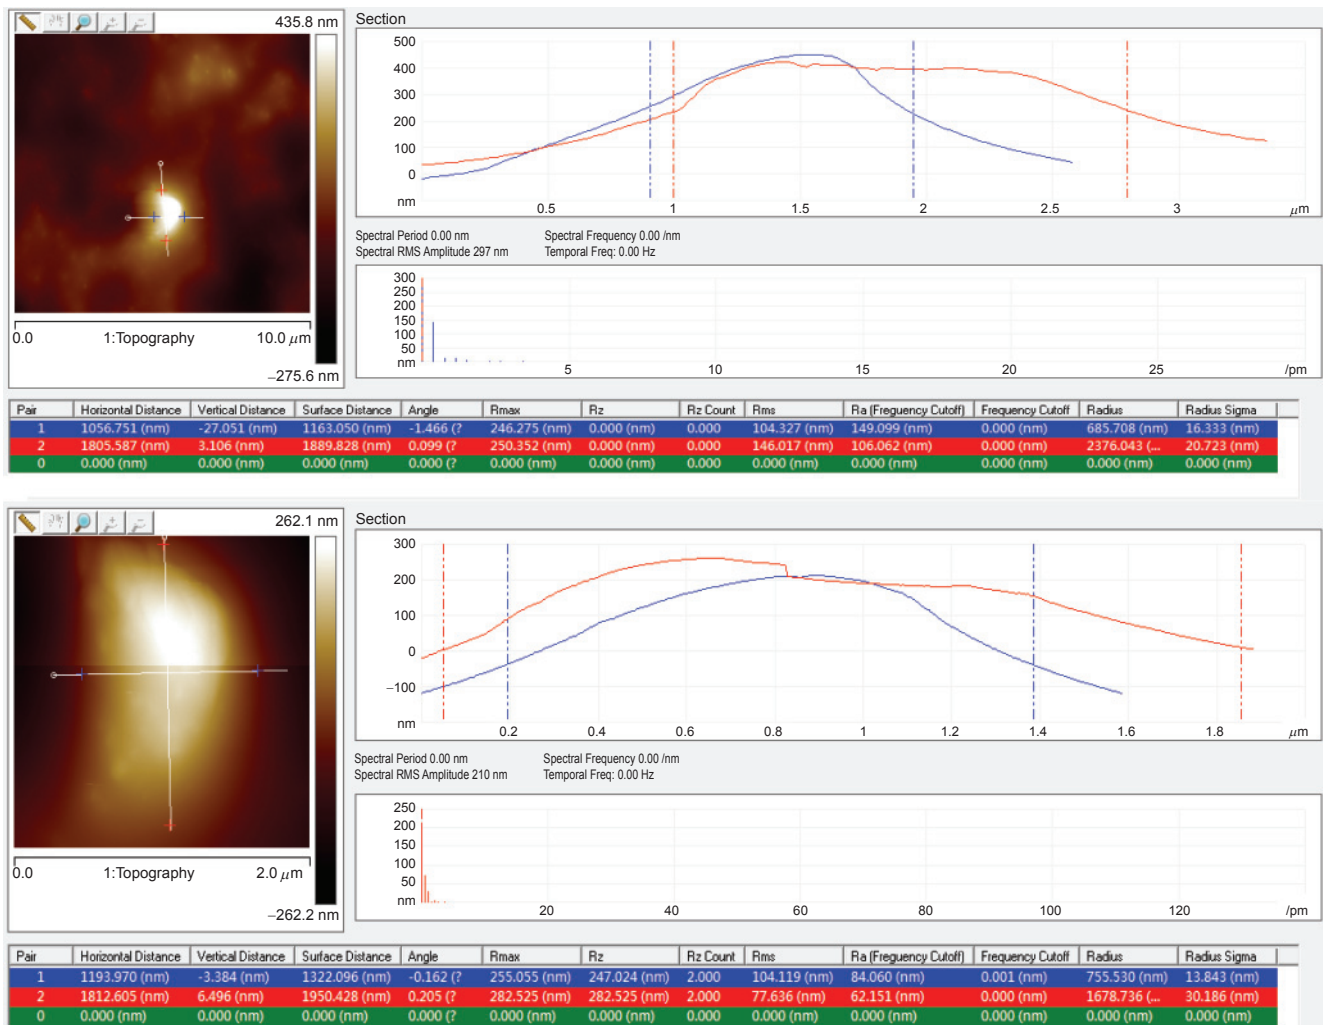 435.8 nm
Section
500
400
300
200
100
0
nm
0.5 1 1.5 2 2.5 3 μm
0.0 1:Topography 10.0 μm
−275.6 nm
Spectral Period 0.00 nm Spectral Frequency 0.00 /nm
Spectral RMS Amplitude 297 nm Temporal Freq: 0.00 Hz
300
250
200
150
100
50
nm
5 10 15 20 25 /pm
Pair Horizontal Distance Vertical Distance Surface Distance Angle Rmax Rz Rz Count Rms Ra (Freguency Cutoff) Frequency Cutoff Radius Radius Sigma
1 1056.751 (nm) -27.051 (nm) 1163.050 (nm) -1.466 (? 246.275 (nm) 0.000 (nm) 0.000 104.327 (nm) 149.099 (nm) 0.000 (nm) 685.708 (nm) 16.333 (nm)
2 1805.587 (nm) 3.106 (nm) 1889.828 (nm) 0.099 (? 250.352 (nm) 0.000 (nm) 0.000 146.017 (nm) 106.062 (nm) 0.000 (nm) 2376.043 (... 20.723 (nm)
0 0.000 (nm) 0.000 (nm) 0.000 (nm) 0.000 (? 0.000 (nm) 0.000 (nm) 0.000 0.000 (nm) 0.000 (nm) 0.000 (nm) 0.000 (nm) 0.000 (nm)
262.1 nm
Section
300
200
100
0
−100
nm
0.2 0.4 0.6 0.8 1 1.2 1.4 1.6 1.8 μm
0.0 1:Topography 2.0 μm
−262.2 nm
Spectral Period 0.00 nm Spectral Frequency 0.00 /nm
Spectral RMS Amplitude 210 nm Temporal Freq: 0.00 Hz
250
200
150
100
50
nm
20 40 60 80 100 120 /pm
Pair Horizontal Distance Vertical Distance Surface Distance Angle Rmax Rz Rz Count Rms Ra (Freguency Cutoff) Frequency Cutoff Radius Radius Sigma
1 1193.970 (nm) -3.384 (nm) 1322.096 (nm) -0.162 (? 255.055 (nm) 247.024 (nm) 2.000 104.119 (nm) 84.060 (nm) 0.001 (nm) 755.530 (nm) 13.843 (nm)
2 1812.605 (nm) 6.496 (nm) 1950.428 (nm) 0.205 (? 282.525 (nm) 282.525 (nm) 2.000 77.636 (nm) 62.151 (nm) 0.000 (nm) 1678.736 (... 30.186 (nm)
0 0.000 (nm) 0.000 (nm) 0.000 (nm) 0.000 (? 0.000 (nm) 0.000 (nm) 0.000 0.000 (nm) 0.000 (nm) 0.000 (nm) 0.000 (nm) 0.000 (nm)